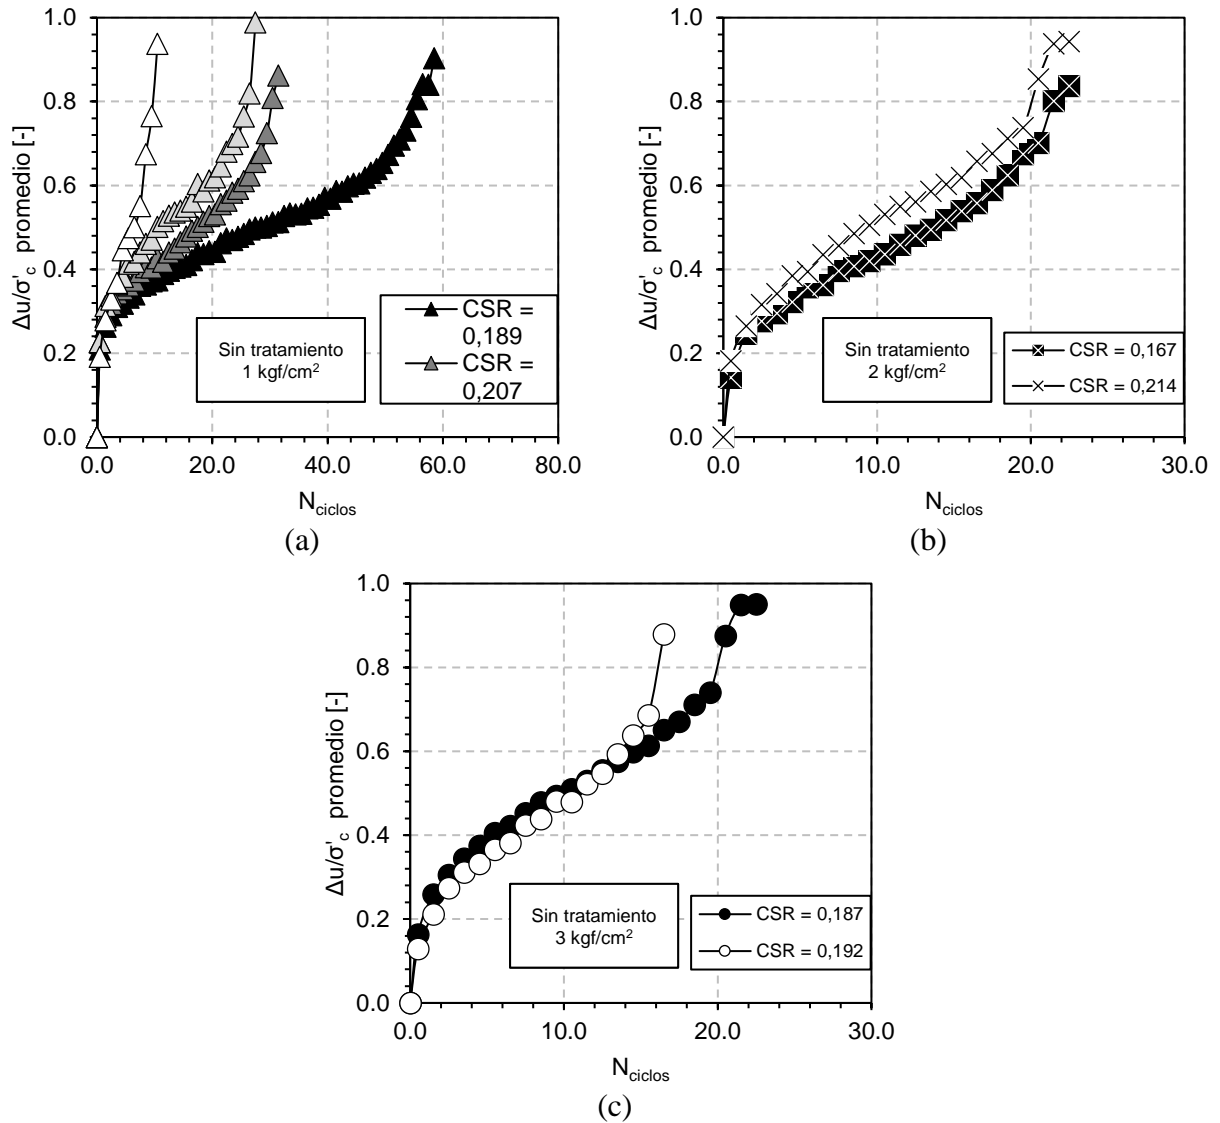 1.0
0.8
0.6
0.4
0.2
0.0
Δu/σ'c promedio [-]
CSR =
0,189
CSR =
0,207
Sin tratamiento
1 kgf/cm²
0.0 20.0 40.0 60.0 80.0
Nciclos
(a)
1.0
0.8
0.6
0.4
0.2
0.0
Δu/σ'c promedio [-]
Sin tratamiento
2 kgf/cm²
CSR = 0,167
CSR = 0,214
0.0 10.0 20.0 30.0
Nciclos
(b)
1.0
0.8
0.6
0.4
0.2
0.0
Δu/σ'c promedio [-]
Sin tratamiento
3 kgf/cm²
CSR = 0,187
CSR = 0,192
0.0 10.0 20.0 30.0
Nciclos
(c)